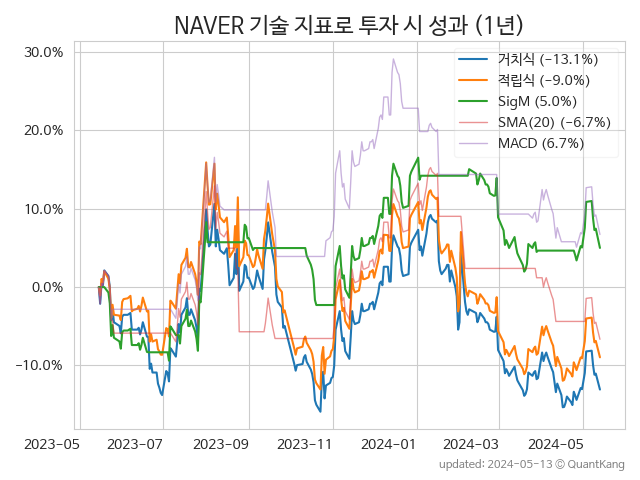 NAVER 기술 지표로 투자 시 성과 (1년)
30.0%
20.0%
10.0%
0.0%
−10.0%
거치식 (−13.1%)
적립식 (−9.0%)
SigM (5.0%)
SMA(20) (−6.7%)
MACD (6.7%)
2023-05 2023-07 2023-09 2023-11 2024-01 2024-03 2024-05
updated: 2024-05-13 ⓒ QuantKang